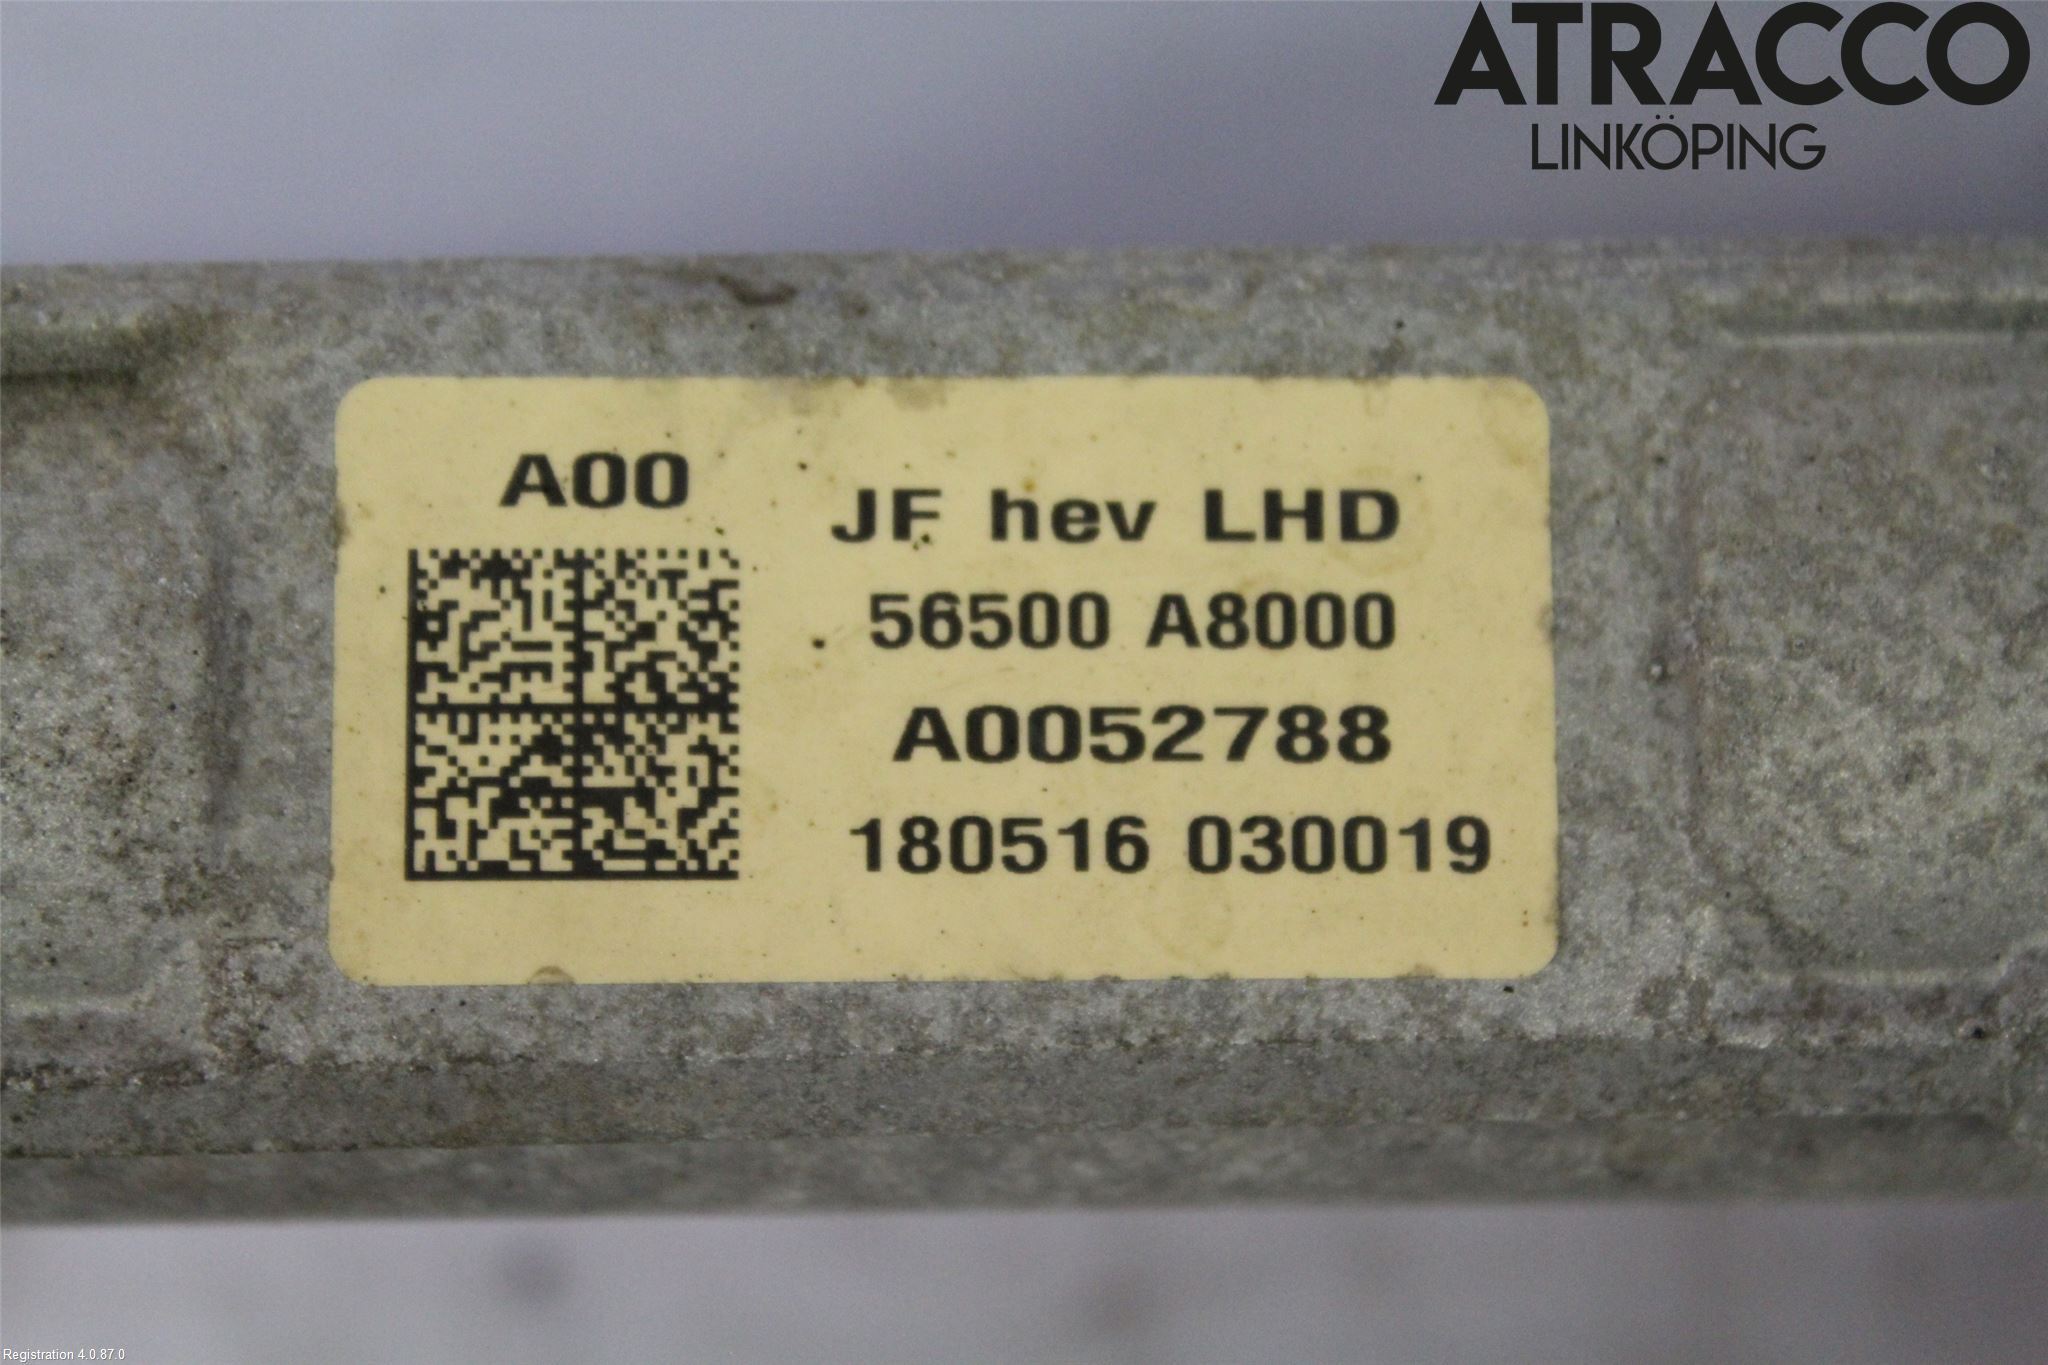 ATRACCO
LINKÖPING
A00
JF hev LHD
56500 A8000
A0052788
180516 030019
Registration 4.0.87.0